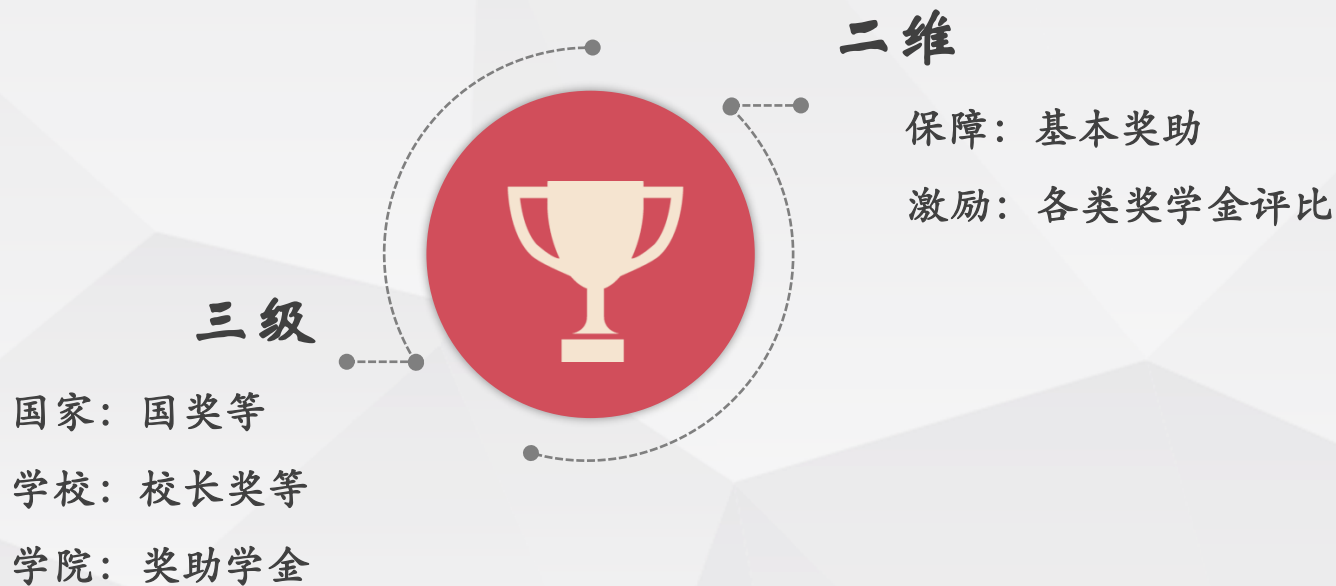 二维
保障：基本奖助
激励：各类奖学金评比
三级
国家：国奖等
学校：校长奖等
学院：奖助学金